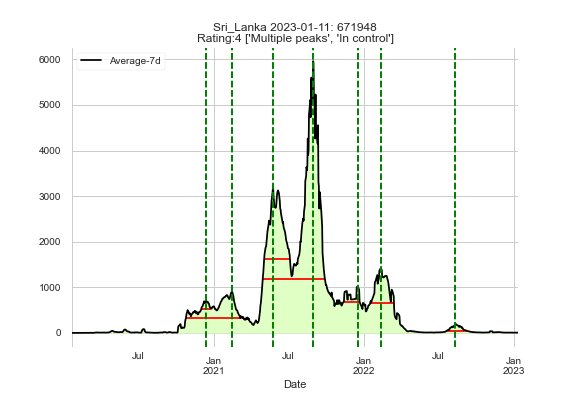 Sri_Lanka 2023-01-11: 671948
Rating:4 ['Multiple peaks', 'In control']
Average-7d
6000
5000
4000
3000
2000
1000
0
Jul
Jan
2021
Jul
Jan
2022
Jul
Jan
2023
Date